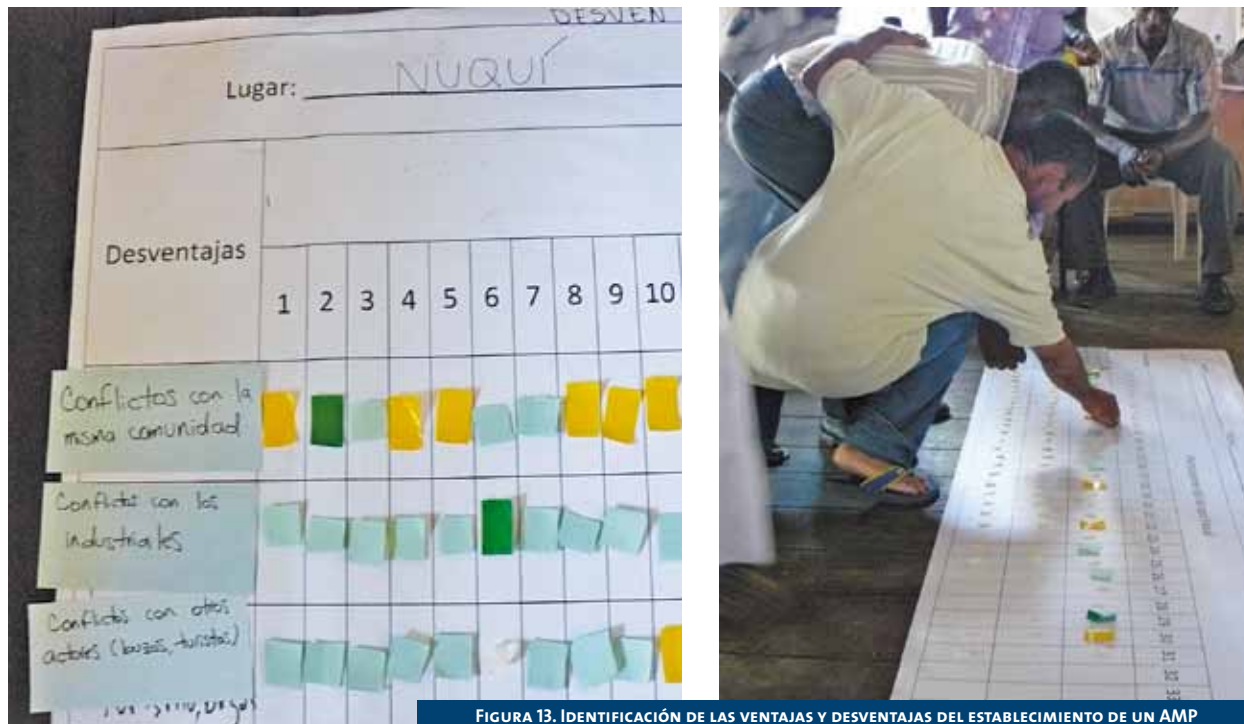 DESVEN
Lugar: NUQUÍ
Desventajas
1 2 3 4 5 6 7 8 9 10
Conflictos con la
misma comunidad
Conflictos con los
industriales
Conflictos con otros
actores (buzos, turistas)
FIGURA 13. IDENTIFICACIÓN DE LAS VENTAJAS Y DESVENTAJAS DEL ESTABLECIMIENTO DE UN AMP